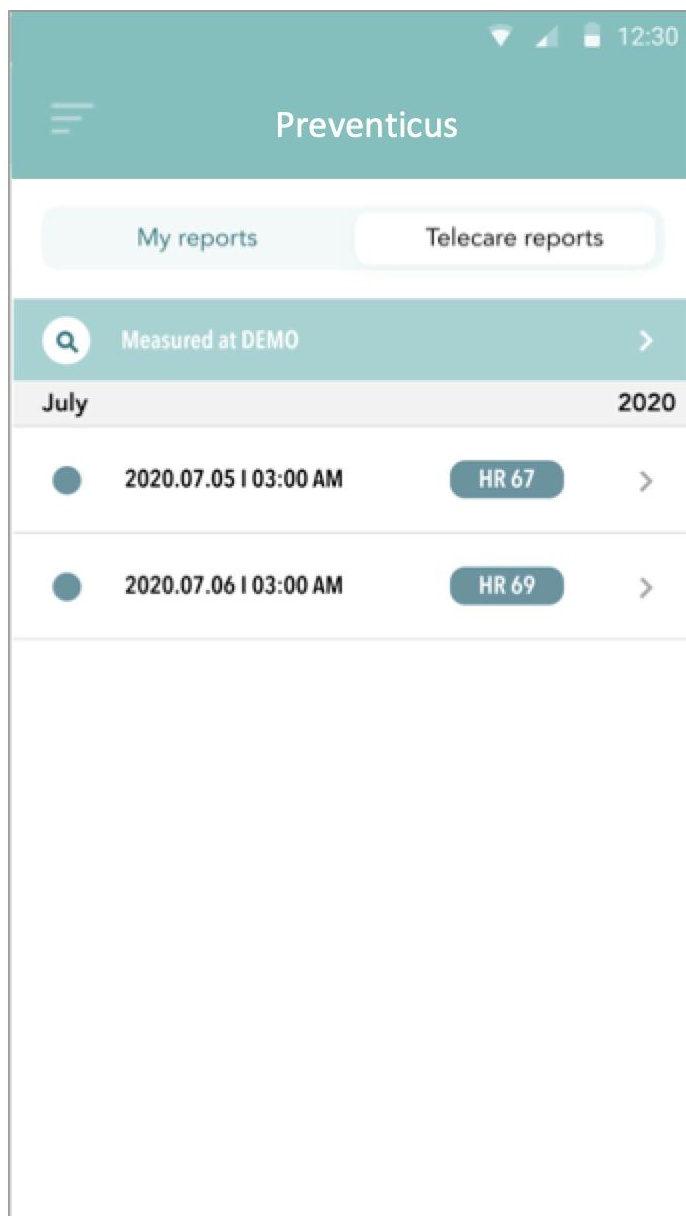 12:30
Preventicus
My reports Telecare reports
Measured at DEMO
July 2020
2020.07.05 I 03:00 AM HR 67
2020.07.06 I 03:00 AM HR 69